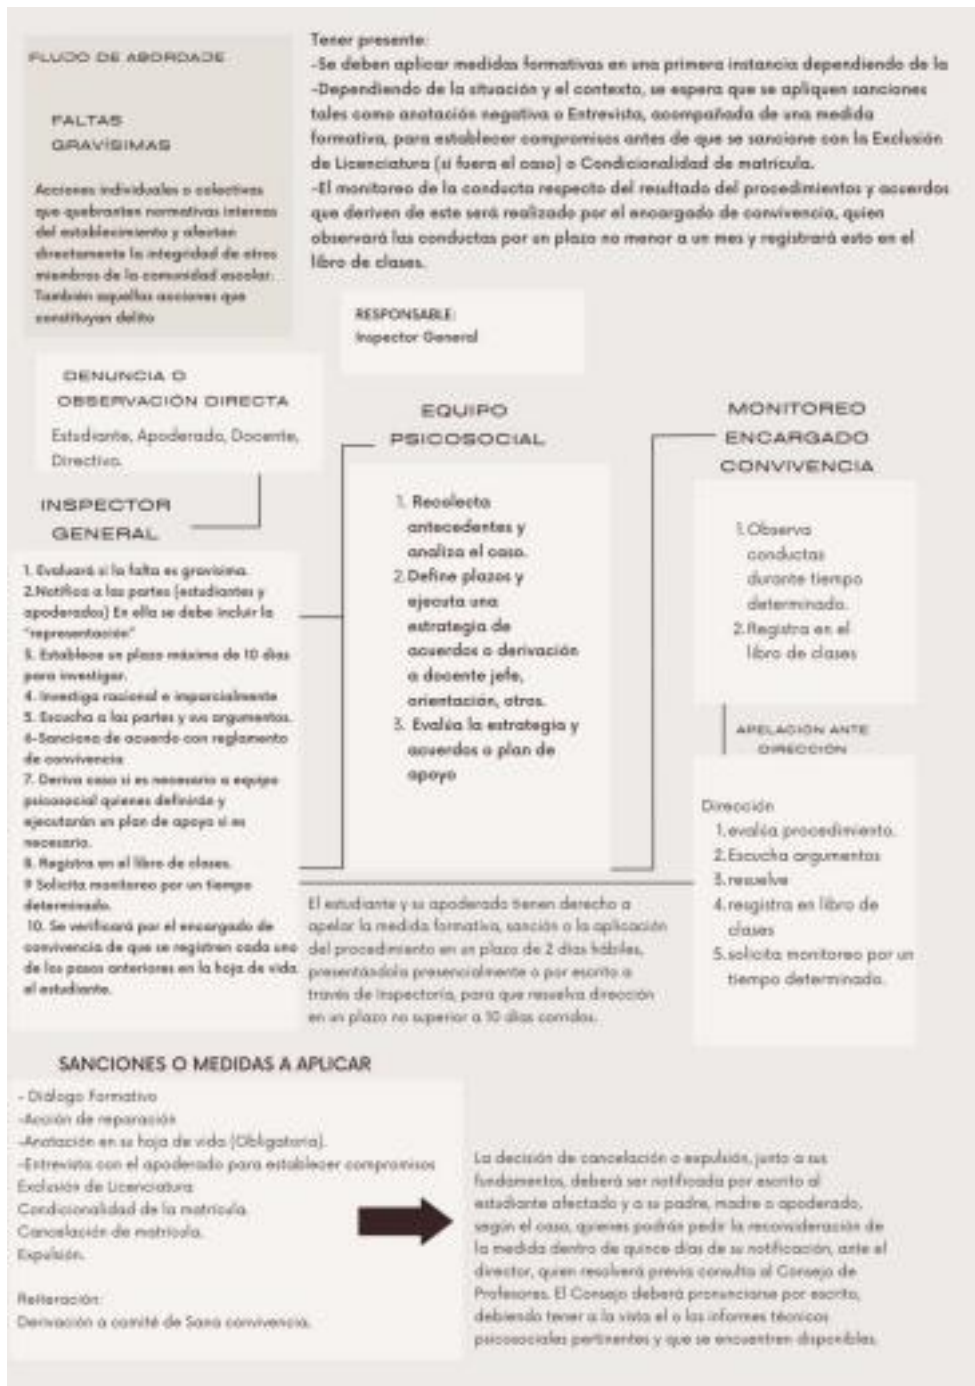 FLUJO DE ABORDAJE
FALTAS
GRAVÍSIMAS
Acciones individuales o colectivas
que quebranten normativas internas
del establecimiento y afecten
directamente la integridad de otros
miembros de la comunidad escolar.
También aquellas acciones que
constituyan delito
Tener presente:
-Se deben aplicar medidas formativas en una primera instancia dependiendo de la
-Dependiendo de la situación y el contexto, se espera que se apliquen sanciones
tales como anotación negativa o Entrevista, acompañada de una medida
formativa, para establecer compromisos antes de que se sancione con la Exclusión
de Licenciatura (si fuera el caso) o Condicionalidad de matrícula.
-El monitoreo de la conducta respecto del resultado del procedimientos y acuerdos
que deriven de este será realizado por el encargado de convivencia, quien
observará las conductas por un plazo no menor a un mes y registrará esto en el
libro de clases.
RESPONSABLE:
Inspector General
DENUNCIA O
OBSERVACIÓN DIRECTA
Estudiante, Apoderado, Docente,
Directivo.
INSPECTOR
GENERAL
1. Evaluará si la falta es gravísima.
2.Notifica a las partes (estudiantes y
apoderados) En ella se debe incluir la
"representación"
3. Establece un plazo máximo de 10 días
para investigar.
4. Investiga racional e imparcialmente
5. Escucha a las partes y sus argumentos.
6-Sanciona de acuerdo con reglamento
de convivencia
7. Deriva caso si es necesario a equipo
psicosocial quienes definirán y
ejecutarán un plan de apoyo si es
necesario.
8. Registra en el libro de clases.
9 Solicita monitoreo por un tiempo
determinado.
10. Se verificará por el encargado de
convivencia de que se registren cada uno
de los pasos anteriores en la hoja de vida
el estudiante.
EQUIPO
PSICOSOCIAL
1. Recolecta
antecedentes y
analiza el caso.
2.Define plazos y
ejecuta una
estrategia de
acuerdos o derivación
a docente jefe,
orientación, otros.
3. Evalúa la estrategia y
acuerdos o plan de
apoyo
MONITOREO
ENCARGADO
CONVIVENCIA
1.Observa
conductas
durante tiempo
determinado.
2.Registra en el
libro de clases
APELACIÓN ANTE
DIRECCIÓN
Dirección
1.evalúa procedimiento.
2.Escucha argumentos
3.resuelve
4.resgistra en libro de
clases
5.solicita monitoreo por un
tiempo determinado.
El estudiante y su apoderado tienen derecho a
apelar la medida formativa, sanción o la aplicación
del procedimiento en un plazo de 2 días hábiles,
presentándola presencialmente o por escrito a
través de Inspectoría, para que resuelva dirección
en un plazo no superior a 10 días corridos.
SANCIONES O MEDIDAS A APLICAR
- Diálogo Formativo
-Acción de reparación
-Anotación en su hoja de vida (Obligatoria).
-Entrevista con el apoderado para establecer compromisos
Exclusión de Licenciatura
Condicionalidad de la matrícula.
Cancelación de matrícula.
Expulsión.
Reiteración:
Derivación a comité de Sana convivencia.
La decisión de cancelación o expulsión, junto a sus
fundamentos, deberá ser notificada por escrito al
estudiante afectado y a su padre, madre o apoderado,
según el caso, quienes podrán pedir la reconsideración de
la medida dentro de quince días de su notificación, ante el
director, quien resolverá previa consulta al Consejo de
Profesores. El Consejo deberá pronunciarse por escrito,
debiendo tener a la vista el o los informes técnicos
psicosociales pertinentes y que se encuentren disponibles.